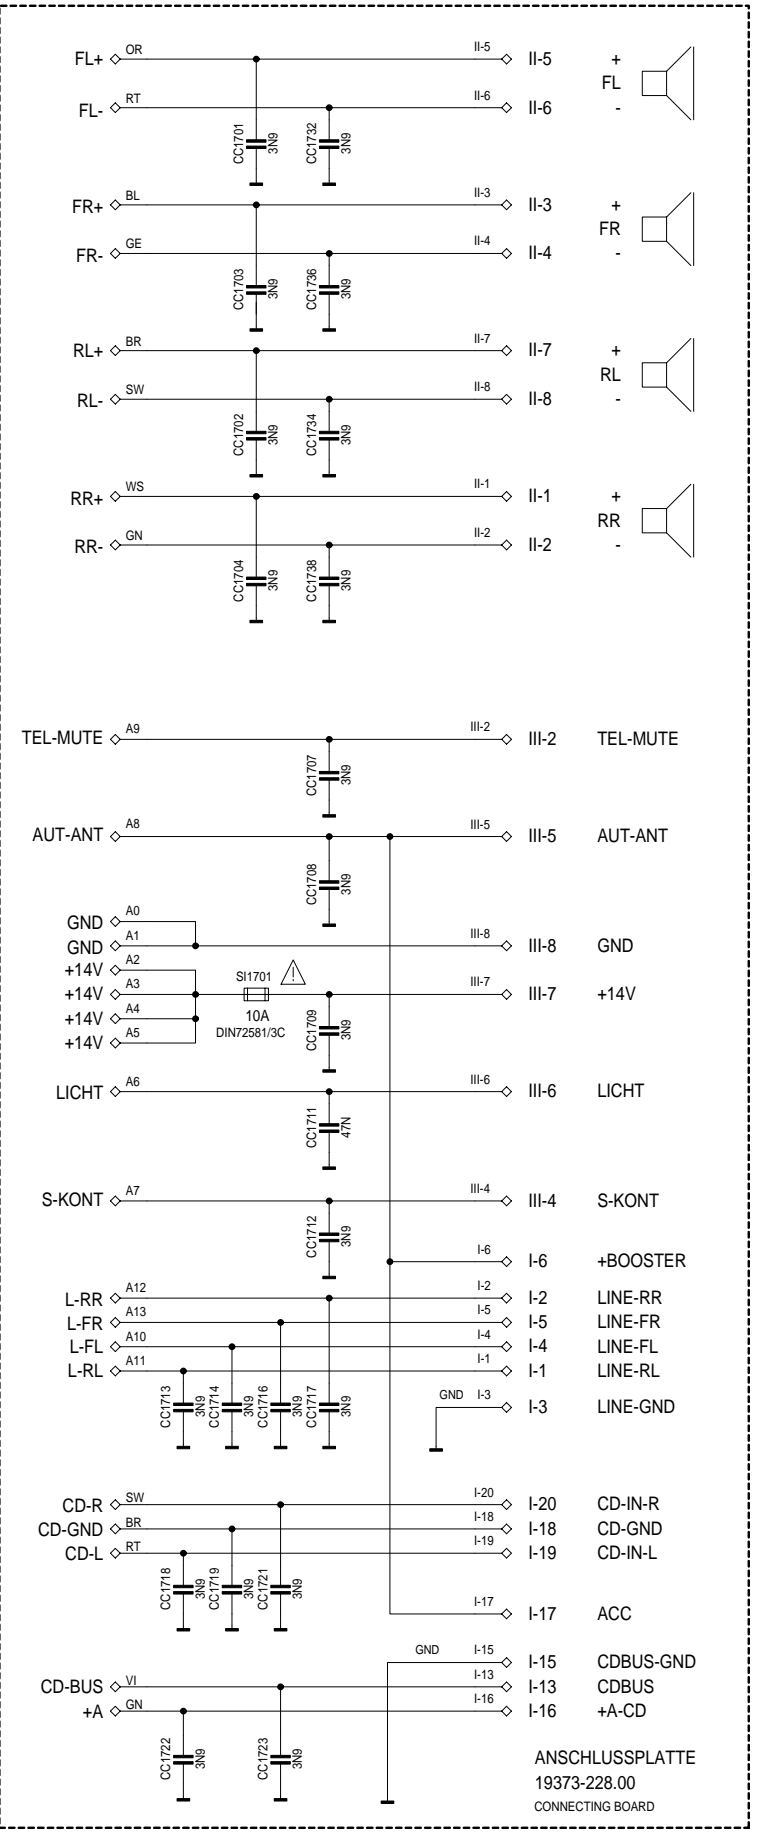 FL+ OR II-5 II-5 +
FL
FL- RT II-6 II-6 -
CC1701 3N9 CC1732 3N9
FR+ BL II-3 II-3 +
FR
FR- GE II-4 II-4 -
CC1703 3N9 CC1736 3N9
RL+ BR II-7 II-7 +
RL
RL- SW II-8 II-8 -
CC1702 3N9 CC1734 3N9
RR+ WS II-1 II-1 +
RR
RR- GN II-2 II-2 -
CC1704 3N9 CC1738 3N9
TEL-MUTE A9 III-2 III-2 TEL-MUTE
CC1707 3N9
AUT-ANT A8 III-5 III-5 AUT-ANT
CC1708 3N9
GND A0
GND A1 III-8 III-8 GND
+14V A2
SI1701 !
+14V A3 III-7 III-7 +14V
+14V A4 10A
+14V A5 DIN72581/3C
CC1709 3N9
LICHT A6 III-6 III-6 LICHT
CC1711 47N
S-KONT A7 III-4 III-4 S-KONT
CC1712 3N9
I-6 I-6 +BOOSTER
L-RR A12 I-2 I-2 LINE-RR
L-FR A13 I-5 I-5 LINE-FR
L-FL A10 I-4 I-4 LINE-FL
L-RL A11 I-1 I-1 LINE-RL
CC1713 3N9 CC1714 3N9 CC1716 3N9 CC1717 3N9
GND I-3 I-3 LINE-GND
CD-R SW I-20 I-20 CD-IN-R
CD-GND BR I-18 I-18 CD-GND
CD-L RT I-19 I-19 CD-IN-L
CC1718 3N9 CC1719 3N9 CC1721 3N9
I-17 I-17 ACC
GND I-15 I-15 CDBUS-GND
CD-BUS VI I-13 I-13 CDBUS
+A GN I-16 I-16 +A-CD
CC1722 3N9 CC1723 3N9
ANSCHLUSSPLATTE
19373-228.00
CONNECTING BOARD